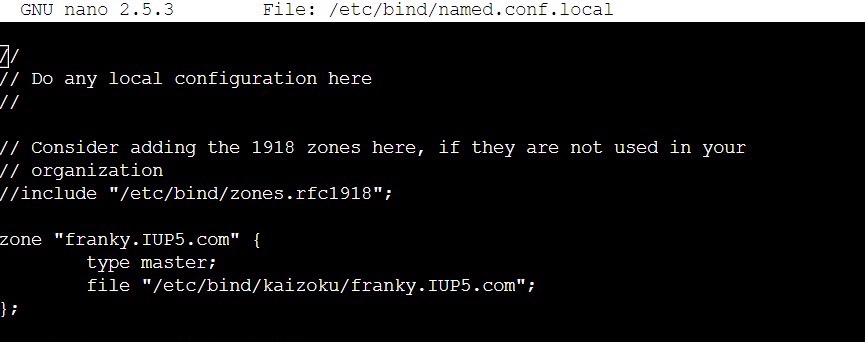 GNU nano 2.5.3 File: /etc/bind/named.conf.local
//
// Do any local configuration here
//
// Consider adding the 1918 zones here, if they are not used in your
// organization
//include "/etc/bind/zones.rfc1918";
zone "franky.IUP5.com" {
type master;
file "/etc/bind/kaizoku/franky.IUP5.com";
};